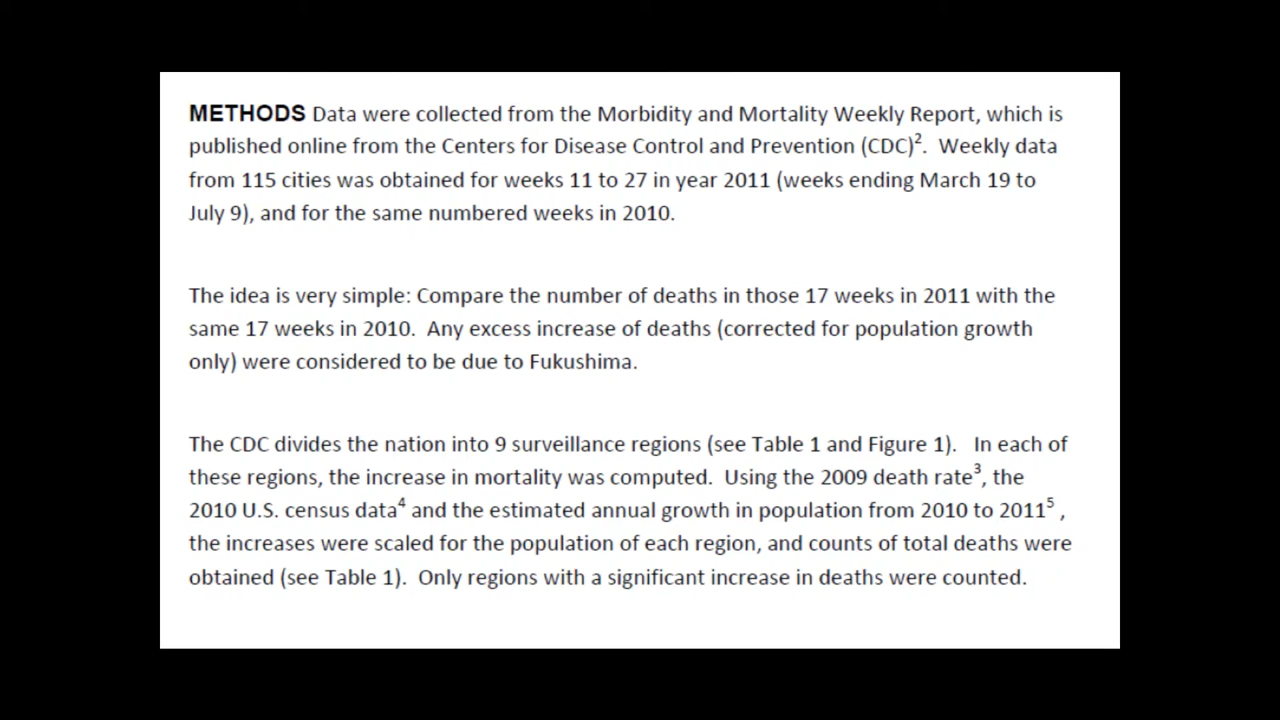 METHODS Data were collected from the Morbidity and Mortality Weekly Report, which is
published online from the Centers for Disease Control and Prevention (CDC)2.  Weekly data
from 115 cities was obtained for weeks 11 to 27 in year 2011 (weeks ending March 19 to
July 9), and for the same numbered weeks in 2010.
The idea is very simple: Compare the number of deaths in those 17 weeks in 2011 with the
same 17 weeks in 2010.  Any excess increase of deaths (corrected for population growth
only) were considered to be due to Fukushima.
The CDC divides the nation into 9 surveillance regions (see Table 1 and Figure 1).   In each of
these regions, the increase in mortality was computed.  Using the 2009 death rate3, the
2010 U.S. census data4 and the estimated annual growth in population from 2010 to 20115 ,
the increases were scaled for the population of each region, and counts of total deaths were
obtained (see Table 1).  Only regions with a significant increase in deaths were counted.